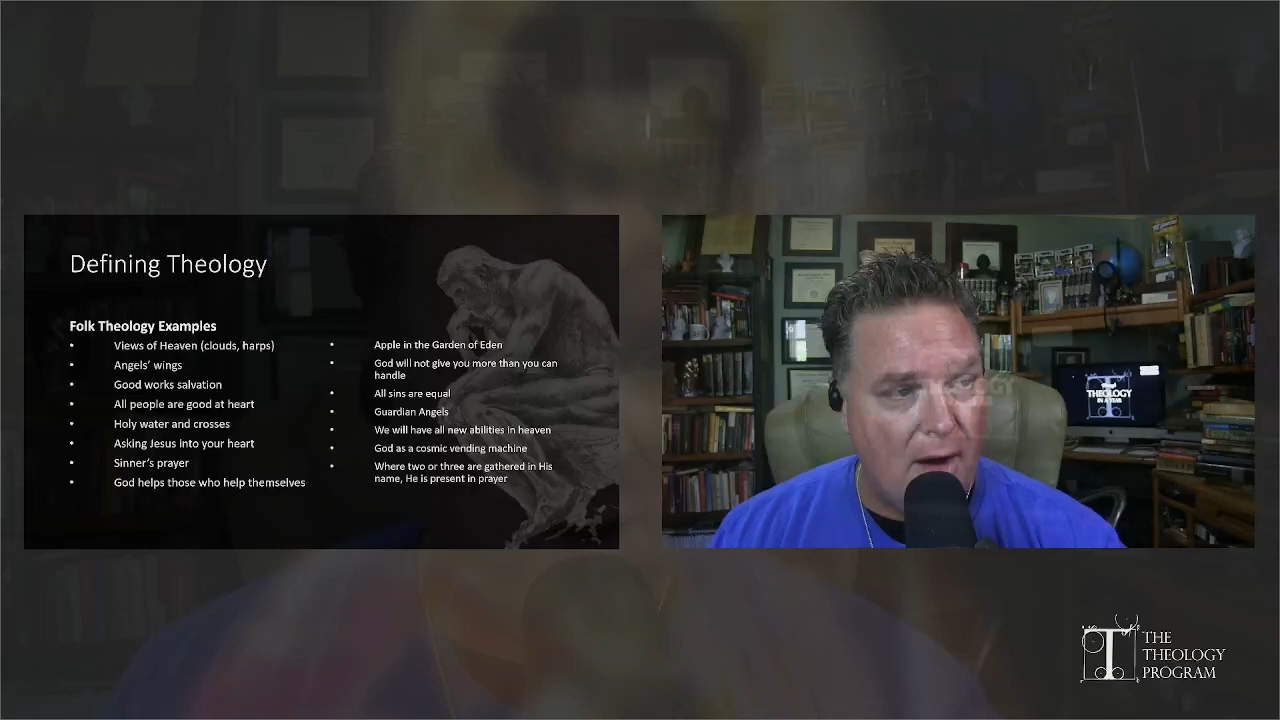 Defining Theology
Folk Theology Examples
• Views of Heaven (clouds, harps)
• Angels' wings
• Good works salvation
• All people are good at heart
• Holy water and crosses
• Asking Jesus into your heart
• Sinner's prayer
• God helps those who help themselves
• Apple in the Garden of Eden
• God will not give you more than you can
handle
• All sins are equal
• Guardian Angels
• We will have all new abilities in heaven
• God as a cosmic vending machine
• Where two or three are gathered in His
name, He is present in prayer
THEOLOGY
IN A YEAR
THE
THEOLOGY
PROGRAM